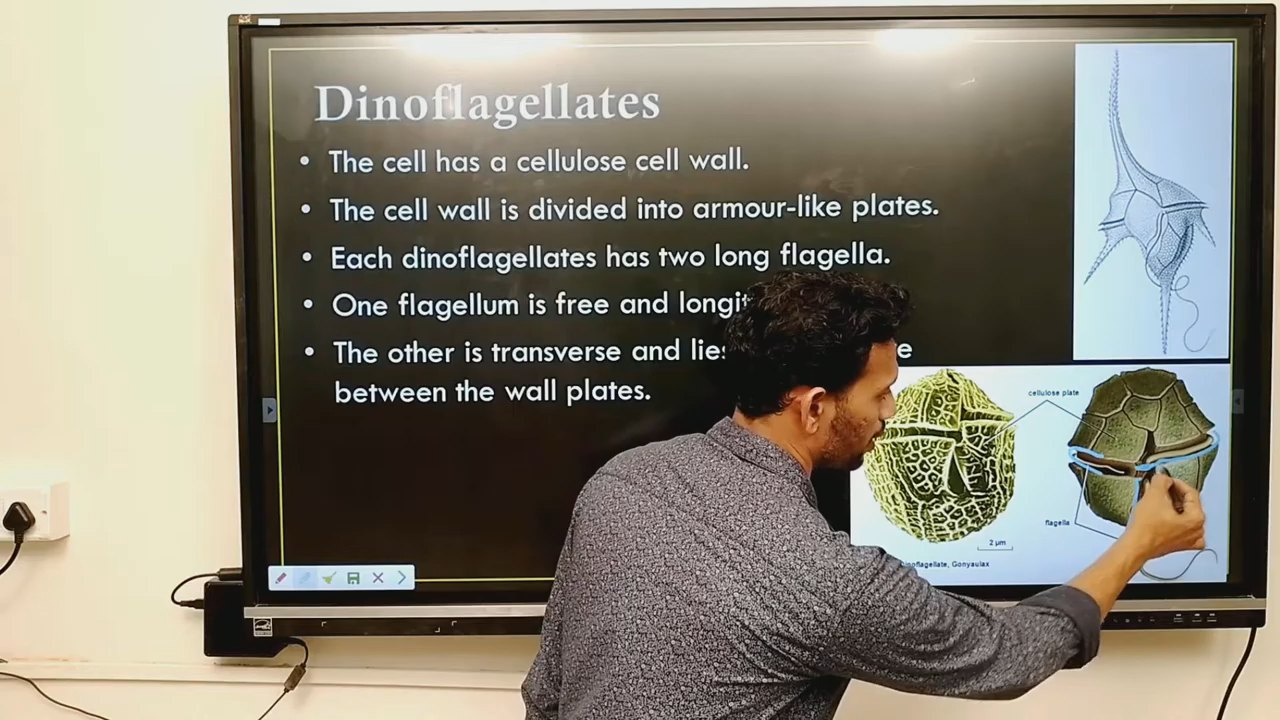 Dinoflagellates
• The cell has a cellulose cell wall.
• The cell wall is divided into armour-like plates.
• Each dinoflagellates has two long flagella.
• One flagellum is free and
• The other is transverse and
between the wall plates.
cellulose plate
flagella
2 µm
Gonyaulax